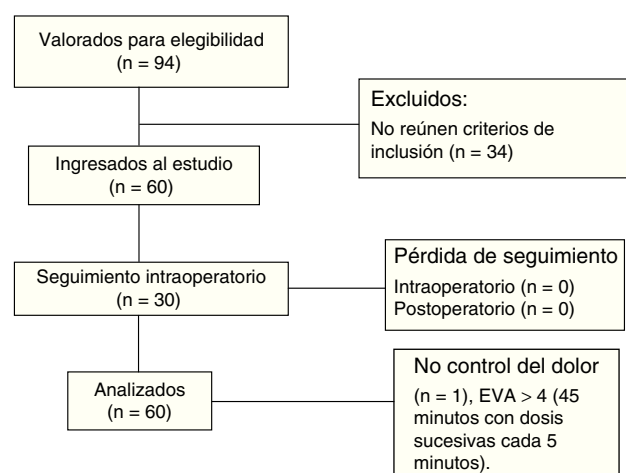 Valorados para elegibilidad
(n = 94)
Excluidos:
No reúnen criterios de
inclusión (n = 34)
Ingresados al estudio
(n = 60)
Seguimiento intraoperatorio
(n = 30)
Pérdida de seguimiento
Intraoperatorio (n = 0)
Postoperatorio (n = 0)
Analizados
(n = 60)
No control del dolor
(n = 1), EVA > 4 (45
minutos con dosis
sucesivas cada 5
minutos).